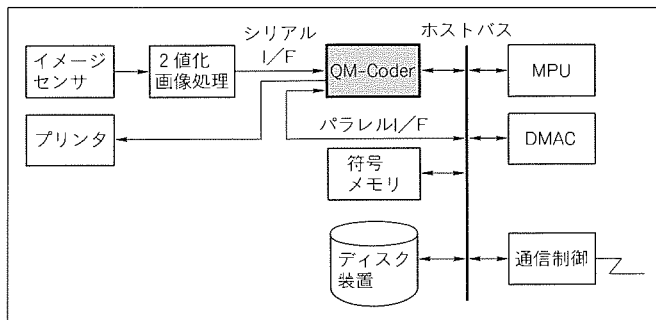 シリアル
I/F
ホストバス
イメージ
センサ
2値化
画像処理
QM-Coder
MPU
プリンタ
パラレルI/F
DMAC
符号
メモリ
ディスク
装置
通信制御